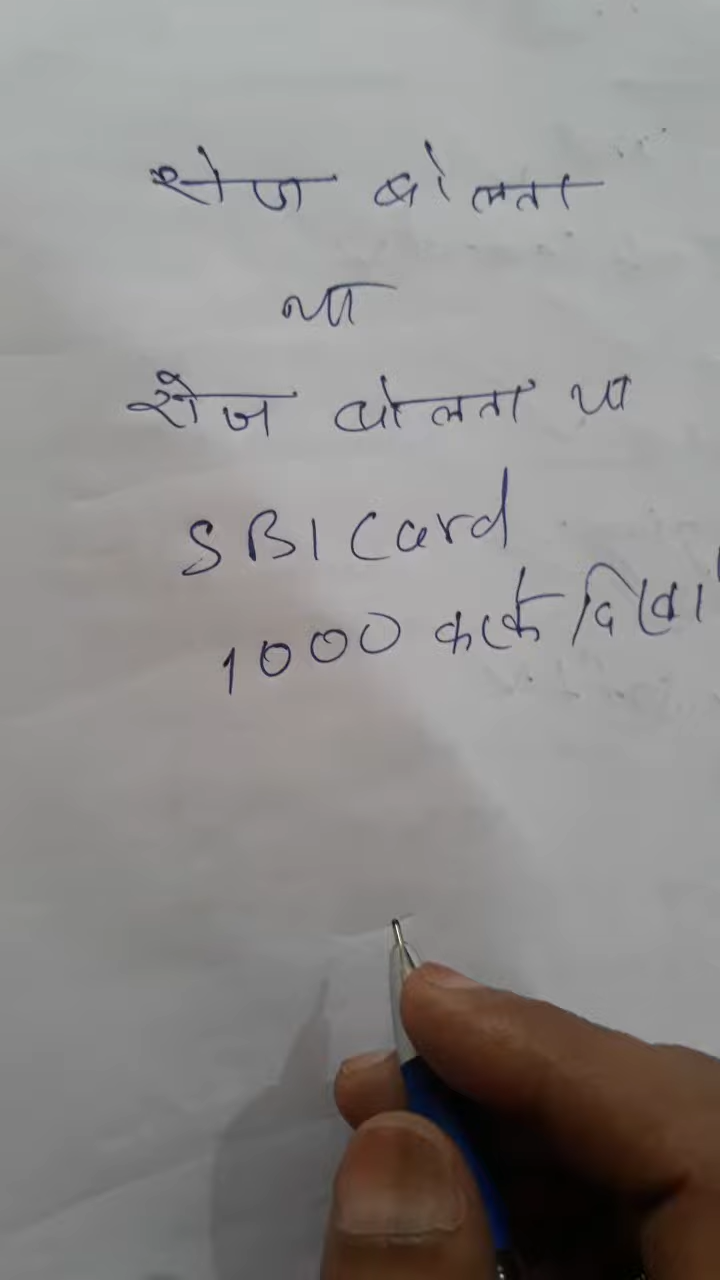 रोज बोलता
था
रोज बोलता था
SBI Card
1000 करके दिखा